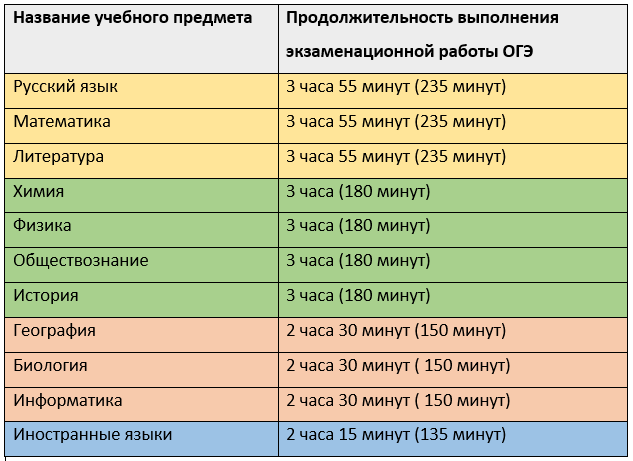 Название учебного предмета
Продолжительность выполнения
экзаменационной работы ОГЭ
Русский язык
3 часа 55 минут (235 минут)
Математика
3 часа 55 минут (235 минут)
Литература
3 часа 55 минут (235 минут)
Химия
3 часа (180 минут)
Физика
3 часа (180 минут)
Обществознание
3 часа (180 минут)
История
3 часа (180 минут)
География
2 часа 30 минут (150 минут)
Биология
2 часа 30 минут ( 150 минут)
Информатика
2 часа 30 минут ( 150 минут)
Иностранные языки
2 часа 15 минут (135 минут)